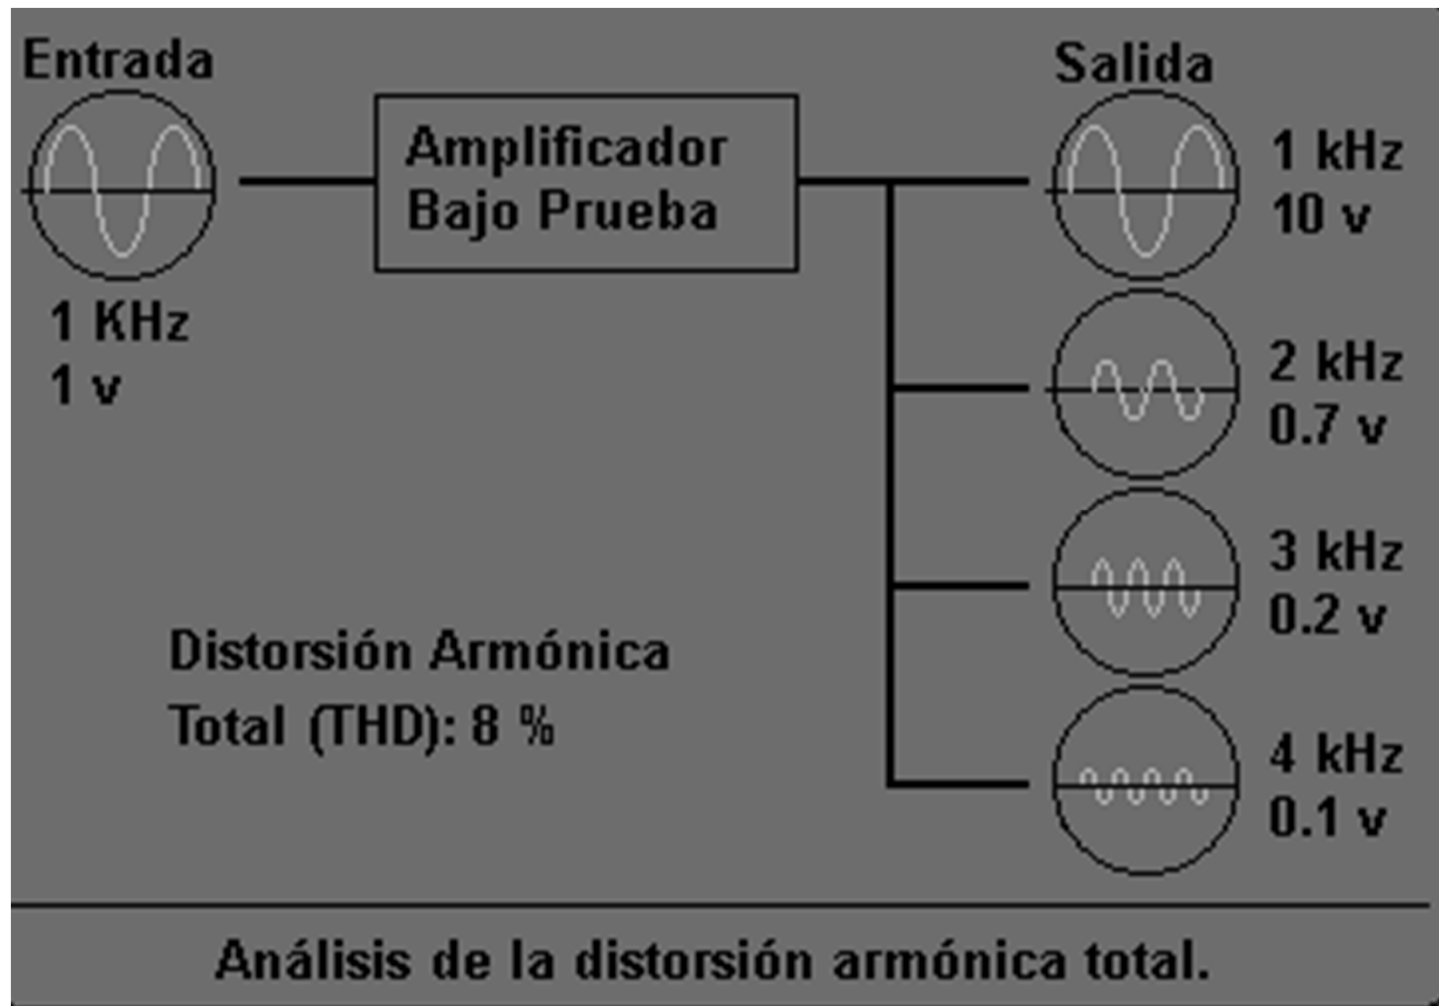 Entrada
1 KHz
1 v
Amplificador
Bajo Prueba
Salida
1 kHz
10 v
2 kHz
0.7 v
3 kHz
0.2 v
4 kHz
0.1 v
Distorsión Armónica
Total (THD): 8 %
Análisis de la distorsión armónica total.